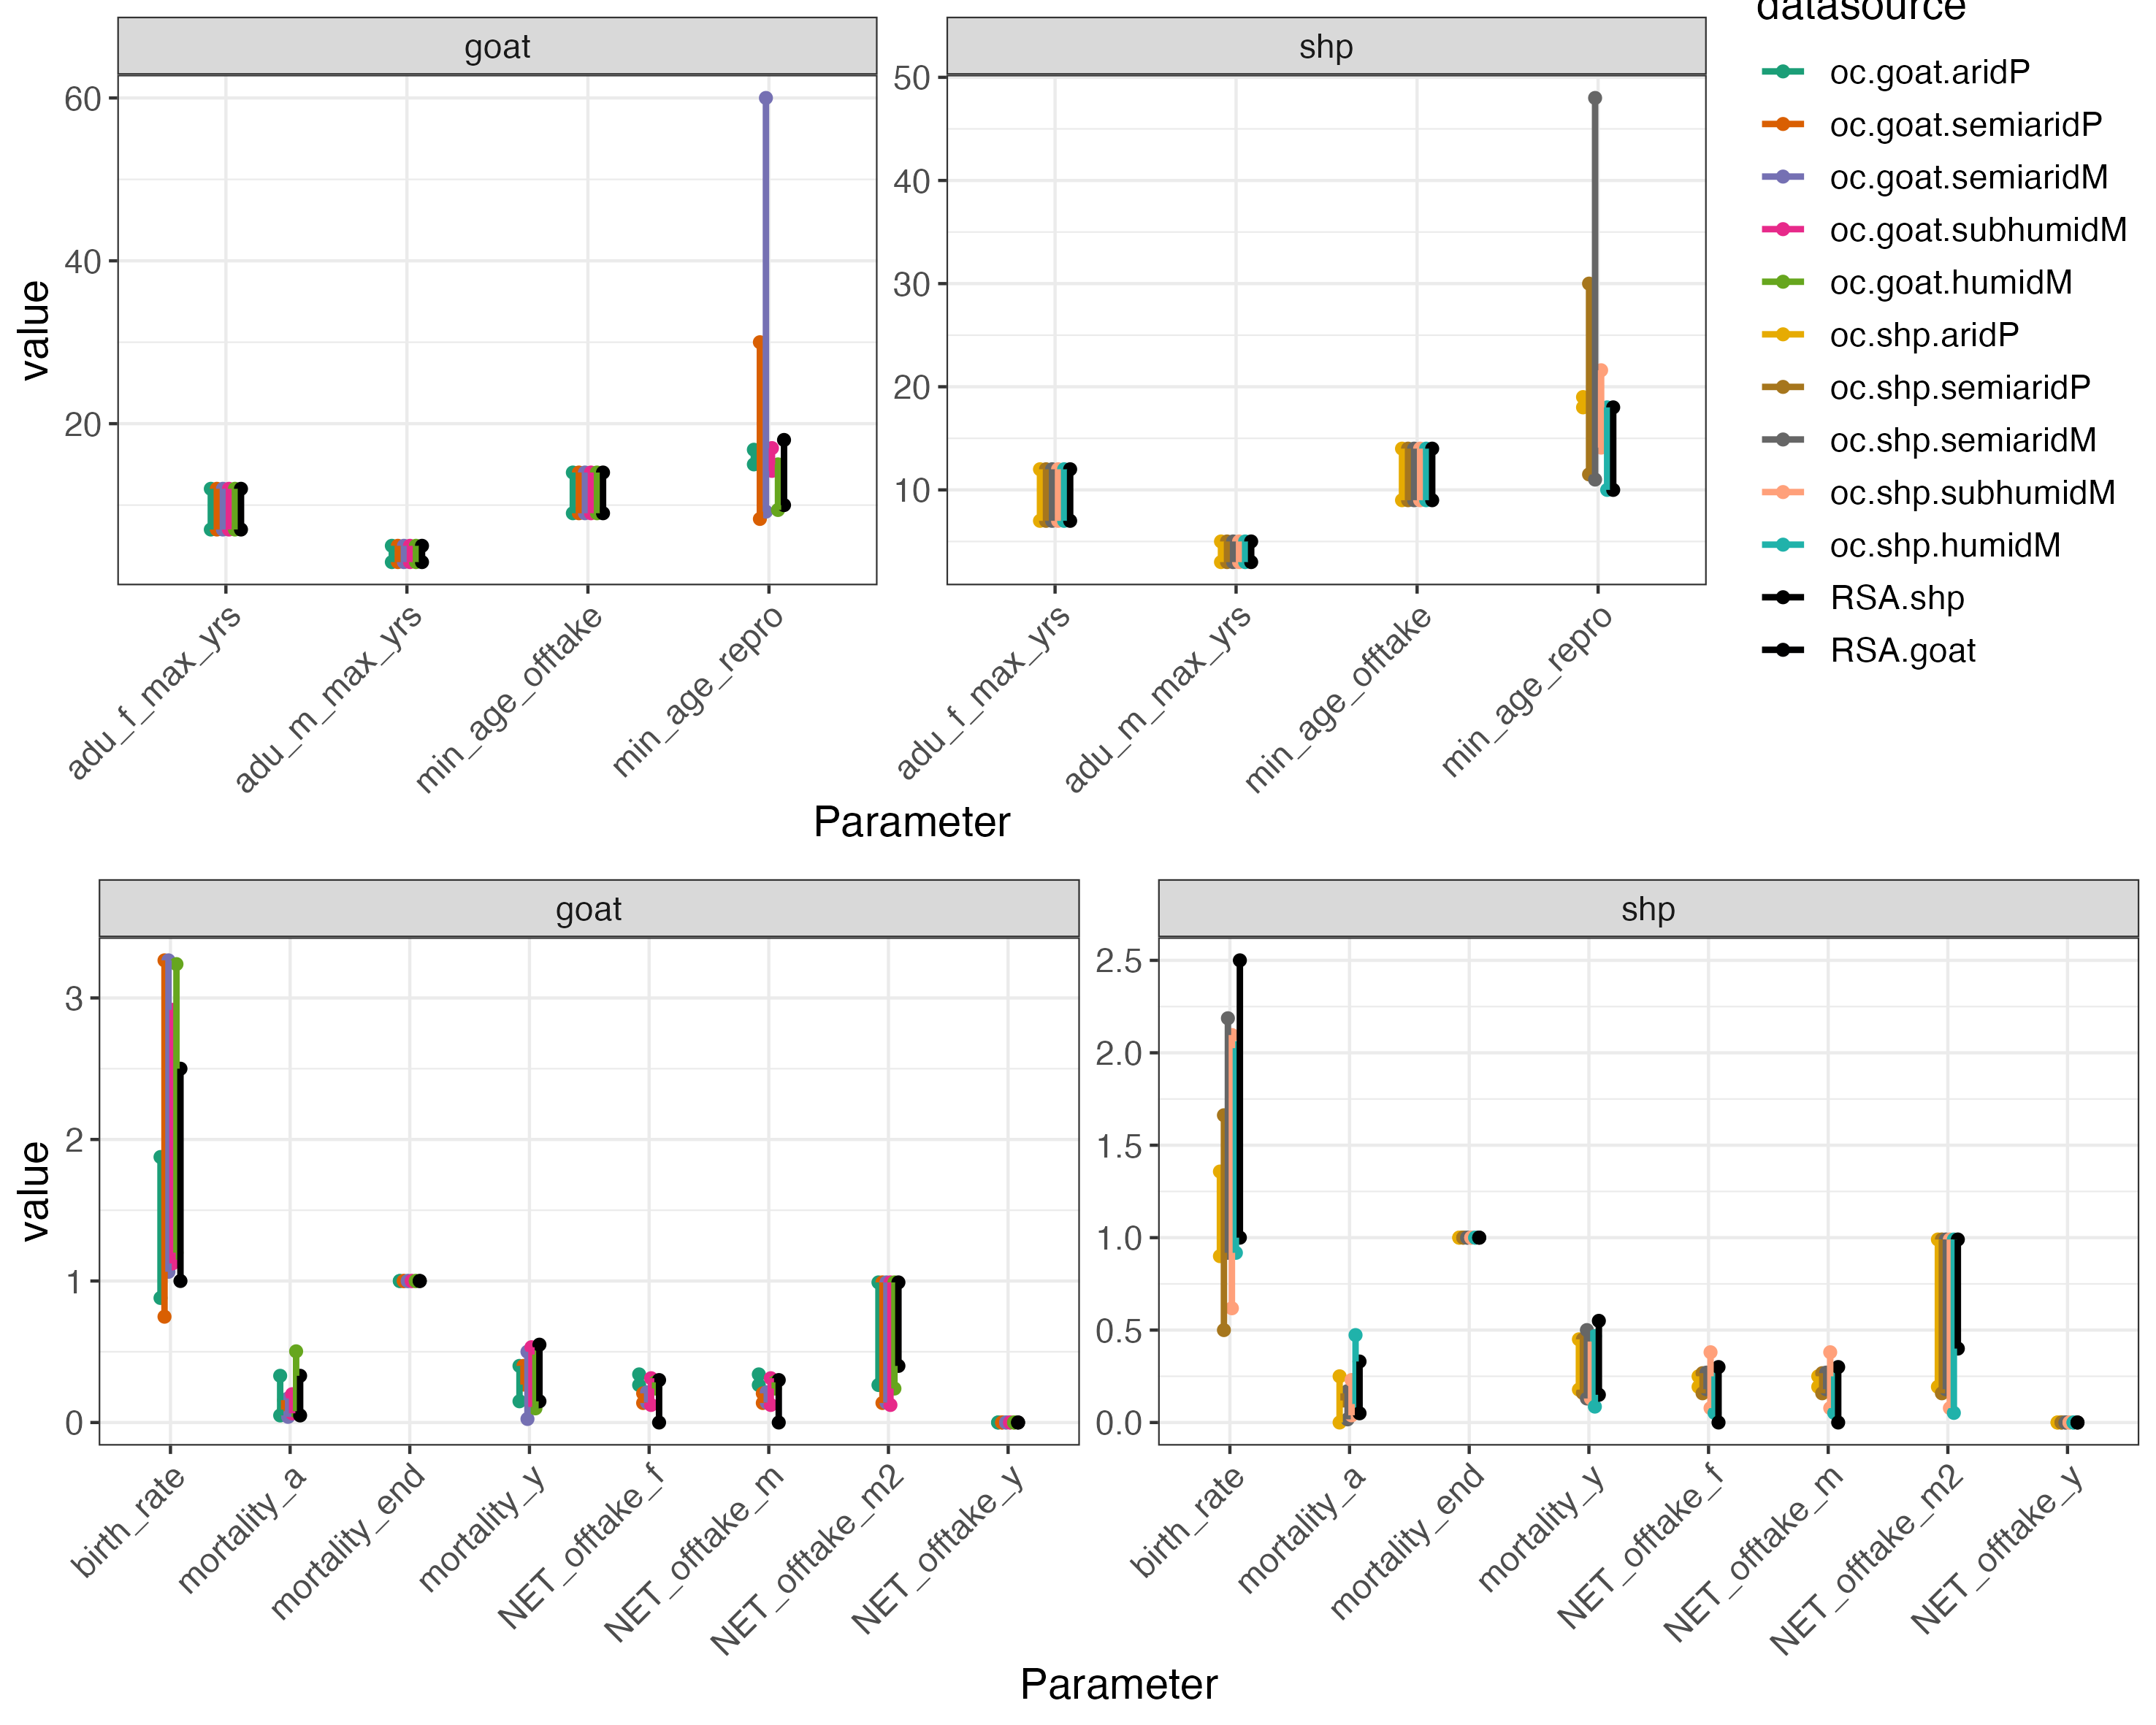 datasource
goat
shp
oc.goat.aridP
oc.goat.semiaridP
oc.goat.semiaridM
oc.goat.subhumidM
oc.goat.humidM
oc.shp.aridP
oc.shp.semiaridP
oc.shp.semiaridM
oc.shp.subhumidM
oc.shp.humidM
RSA.shp
RSA.goat
value
60
40
20
50
40
30
20
10
adu_f_max_yrs
adu_m_max_yrs
min_age_offtake
min_age_repro
adu_f_max_yrs
adu_m_max_yrs
min_age_offtake
min_age_repro
Parameter
goat
shp
value
3
2
1
0
2.5
2.0
1.5
1.0
0.5
0.0
birth_rate
mortality_a
mortality_end
mortality_y
NET_offtake_f
NET_offtake_m
NET_offtake_m2
NET_offtake_y
birth_rate
mortality_a
mortality_end
mortality_y
NET_offtake_f
NET_offtake_m
NET_offtake_m2
NET_offtake_y
Parameter